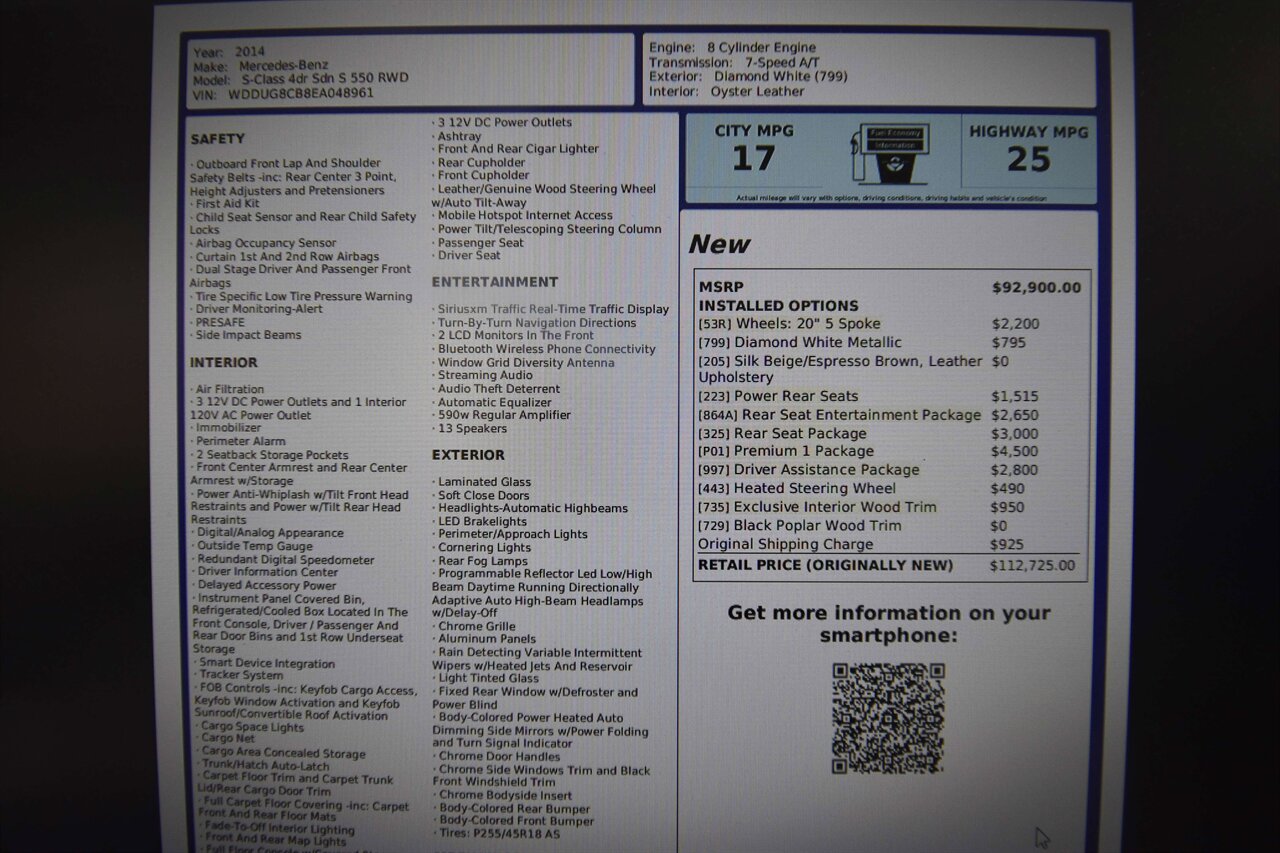 Year: 2014
Make: Mercedes-Benz
Model: S-Class 4dr Sdn S 550 RWD
VIN: WDDUG8CB8EA048961
Engine: 8 Cylinder Engine
Transmission: 7-Speed A/T
Exterior: Diamond White (799)
Interior: Oyster Leather
SAFETY
· Outboard Front Lap And Shoulder
Safety Belts -inc: Rear Center 3 Point,
Height Adjusters and Pretensioners
· First Aid Kit
· Child Seat Sensor and Rear Child Safety
Locks
· Airbag Occupancy Sensor
· Curtain 1st And 2nd Row Airbags
· Dual Stage Driver And Passenger Front
Airbags
· Tire Specific Low Tire Pressure Warning
· Driver Monitoring-Alert
· PRESAFE
· Side Impact Beams
INTERIOR
· Air Filtration
· 3 12V DC Power Outlets and 1 Interior
120V AC Power Outlet
· Immobilizer
· Perimeter Alarm
· 2 Seatback Storage Pockets
· Front Center Armrest and Rear Center
Armrest w/Storage
· Power Anti-Whiplash w/Tilt Front Head
Restraints and Power w/Tilt Rear Head
Restraints
· Digital/Analog Appearance
· Outside Temp Gauge
· Redundant Digital Speedometer
· Driver Information Center
· Delayed Accessory Power
· Instrument Panel Covered Bin,
Refrigerated/Cooled Box Located In The
Front Console, Driver / Passenger And
Rear Door Bins and 1st Row Underseat
Storage
· Smart Device Integration
· Tracker System
· FOB Controls -inc: Keyfob Cargo Access,
Keyfob Window Activation and Keyfob
Sunroof/Convertible Roof Activation
· Cargo Space Lights
· Cargo Net
· Cargo Area Concealed Storage
· Trunk/Hatch Auto-Latch
· Carpet Floor Trim and Carpet Trunk
Lid/Rear Cargo Door Trim
· Full Carpet Floor Covering -inc: Carpet
Front And Rear Floor Mats
· Fade-To-Off Interior Lighting
· Front And Rear Map Lights
· Full Floor Console
· 3 12V DC Power Outlets
· Ashtray
· Front And Rear Cigar Lighter
· Rear Cupholder
· Front Cupholder
· Leather/Genuine Wood Steering Wheel
w/Auto Tilt-Away
· Mobile Hotspot Internet Access
· Power Tilt/Telescoping Steering Column
· Passenger Seat
· Driver Seat
ENTERTAINMENT
· Siriusxm Traffic Real-Time Traffic Display
· Turn-By-Turn Navigation Directions
· 2 LCD Monitors In The Front
· Bluetooth Wireless Phone Connectivity
· Window Grid Diversity Antenna
· Streaming Audio
· Audio Theft Deterrent
· Automatic Equalizer
· 590w Regular Amplifier
· 13 Speakers
EXTERIOR
· Laminated Glass
· Soft Close Doors
· Headlights-Automatic Highbeams
· LED Brakelights
· Perimeter/Approach Lights
· Cornering Lights
· Rear Fog Lamps
· Programmable Reflector Led Low/High
Beam Daytime Running Directionally
Adaptive Auto High-Beam Headlamps
w/Delay-Off
· Chrome Grille
· Aluminum Panels
· Rain Detecting Variable Intermittent
Wipers w/Heated Jets And Reservoir
· Light Tinted Glass
· Fixed Rear Window w/Defroster and
Power Blind
· Body-Colored Power Heated Auto
Dimming Side Mirrors w/Power Folding
and Turn Signal Indicator
· Chrome Door Handles
· Chrome Side Windows Trim and Black
Front Windshield Trim
· Chrome Bodyside Insert
· Body-Colored Rear Bumper
· Body-Colored Front Bumper
· Tires: P255/45R18 AS
CITY MPG
17
Fuel Economy
Information
HIGHWAY MPG
25
Actual mileage will vary with options, driving conditions, driving habits and vehicle's condition
New
MSRP $92,900.00
INSTALLED OPTIONS
[53R] Wheels: 20" 5 Spoke $2,200
[799] Diamond White Metallic $795
[205] Silk Beige/Espresso Brown, Leather $0
Upholstery
[223] Power Rear Seats $1,515
[864A] Rear Seat Entertainment Package $2,650
[325] Rear Seat Package $3,000
[P01] Premium 1 Package $4,500
[997] Driver Assistance Package $2,800
[443] Heated Steering Wheel $490
[735] Exclusive Interior Wood Trim $950
[729] Black Poplar Wood Trim $0
Original Shipping Charge $925
RETAIL PRICE (ORIGINALLY NEW) $112,725.00
Get more information on your
smartphone: